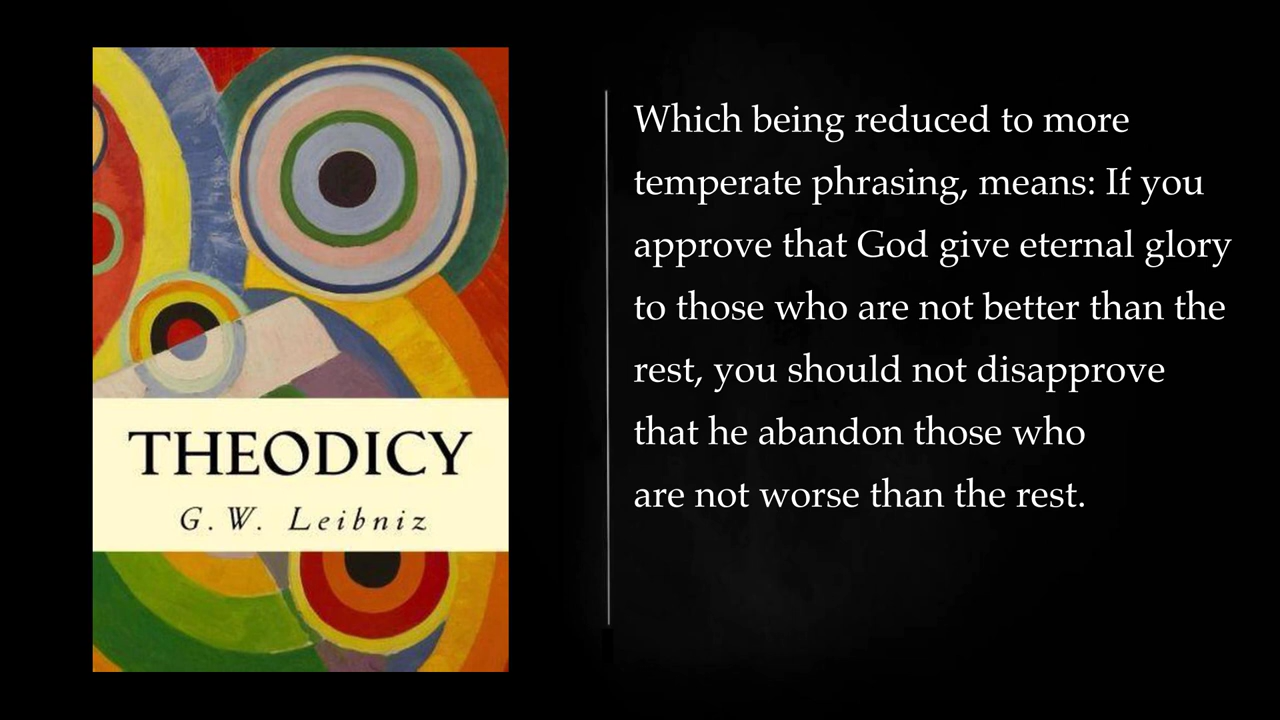 THEODICY
G. W. Leibniz
Which being reduced to more
temperate phrasing, means: If you
approve that God give eternal glory
to those who are not better than the
rest, you should not disapprove
that he abandon those who
are not worse than the rest.